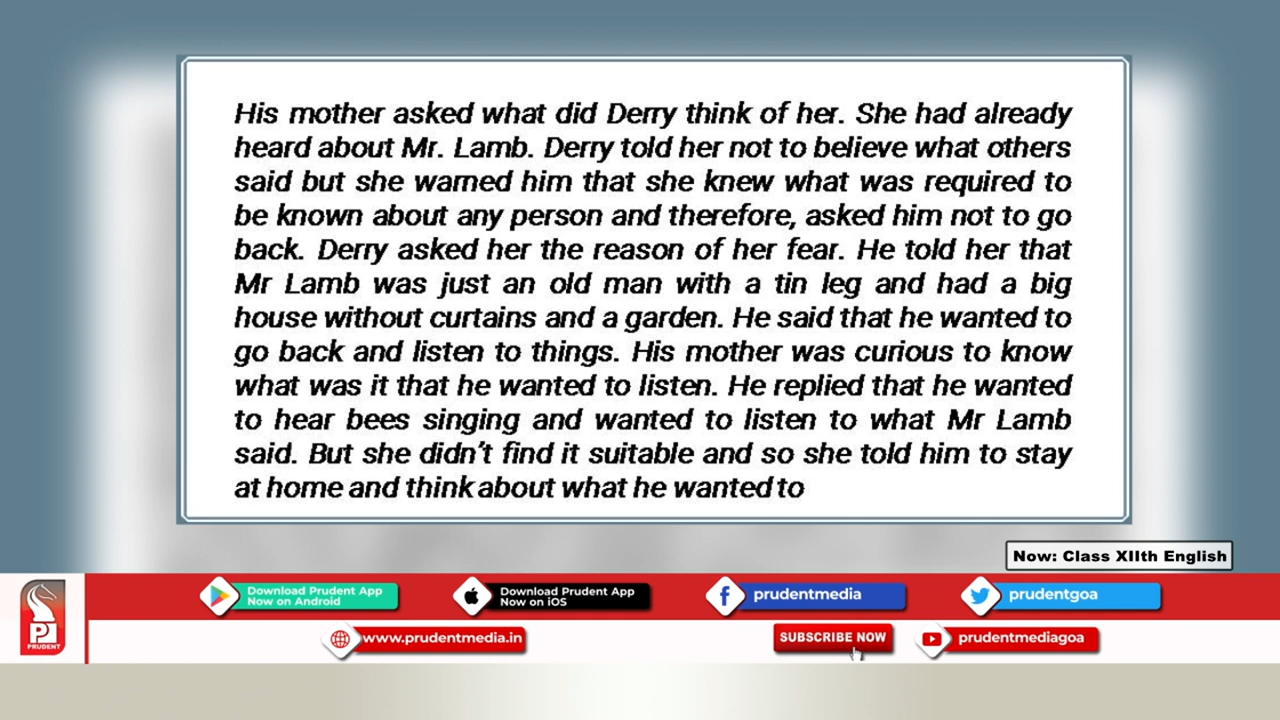 His mother asked what did Derry think of her. She had already
heard about Mr. Lamb. Derry told her not to believe what others
said but she warned him that she knew what was required to
be known about any person and therefore, asked him not to go
back. Derry asked her the reason of her fear. He told her that
Mr Lamb was just an old man with a tin leg and had a big
house without curtains and a garden. He said that he wanted to
go back and listen to things. His mother was curious to know
what was it that he wanted to listen. He replied that he wanted
to hear bees singing and wanted to listen to what Mr Lamb
said. But she didn't find it suitable and so she told him to stay
at home and think about what he wanted to
Now: Class XIIth English
Download Prudent App
Now on Android
Download Prudent App
Now on iOS
prudentmedia
prudentgoa
PRUDENT
www.prudentmedia.in
SUBSCRIBE NOW
prudentmediagoa